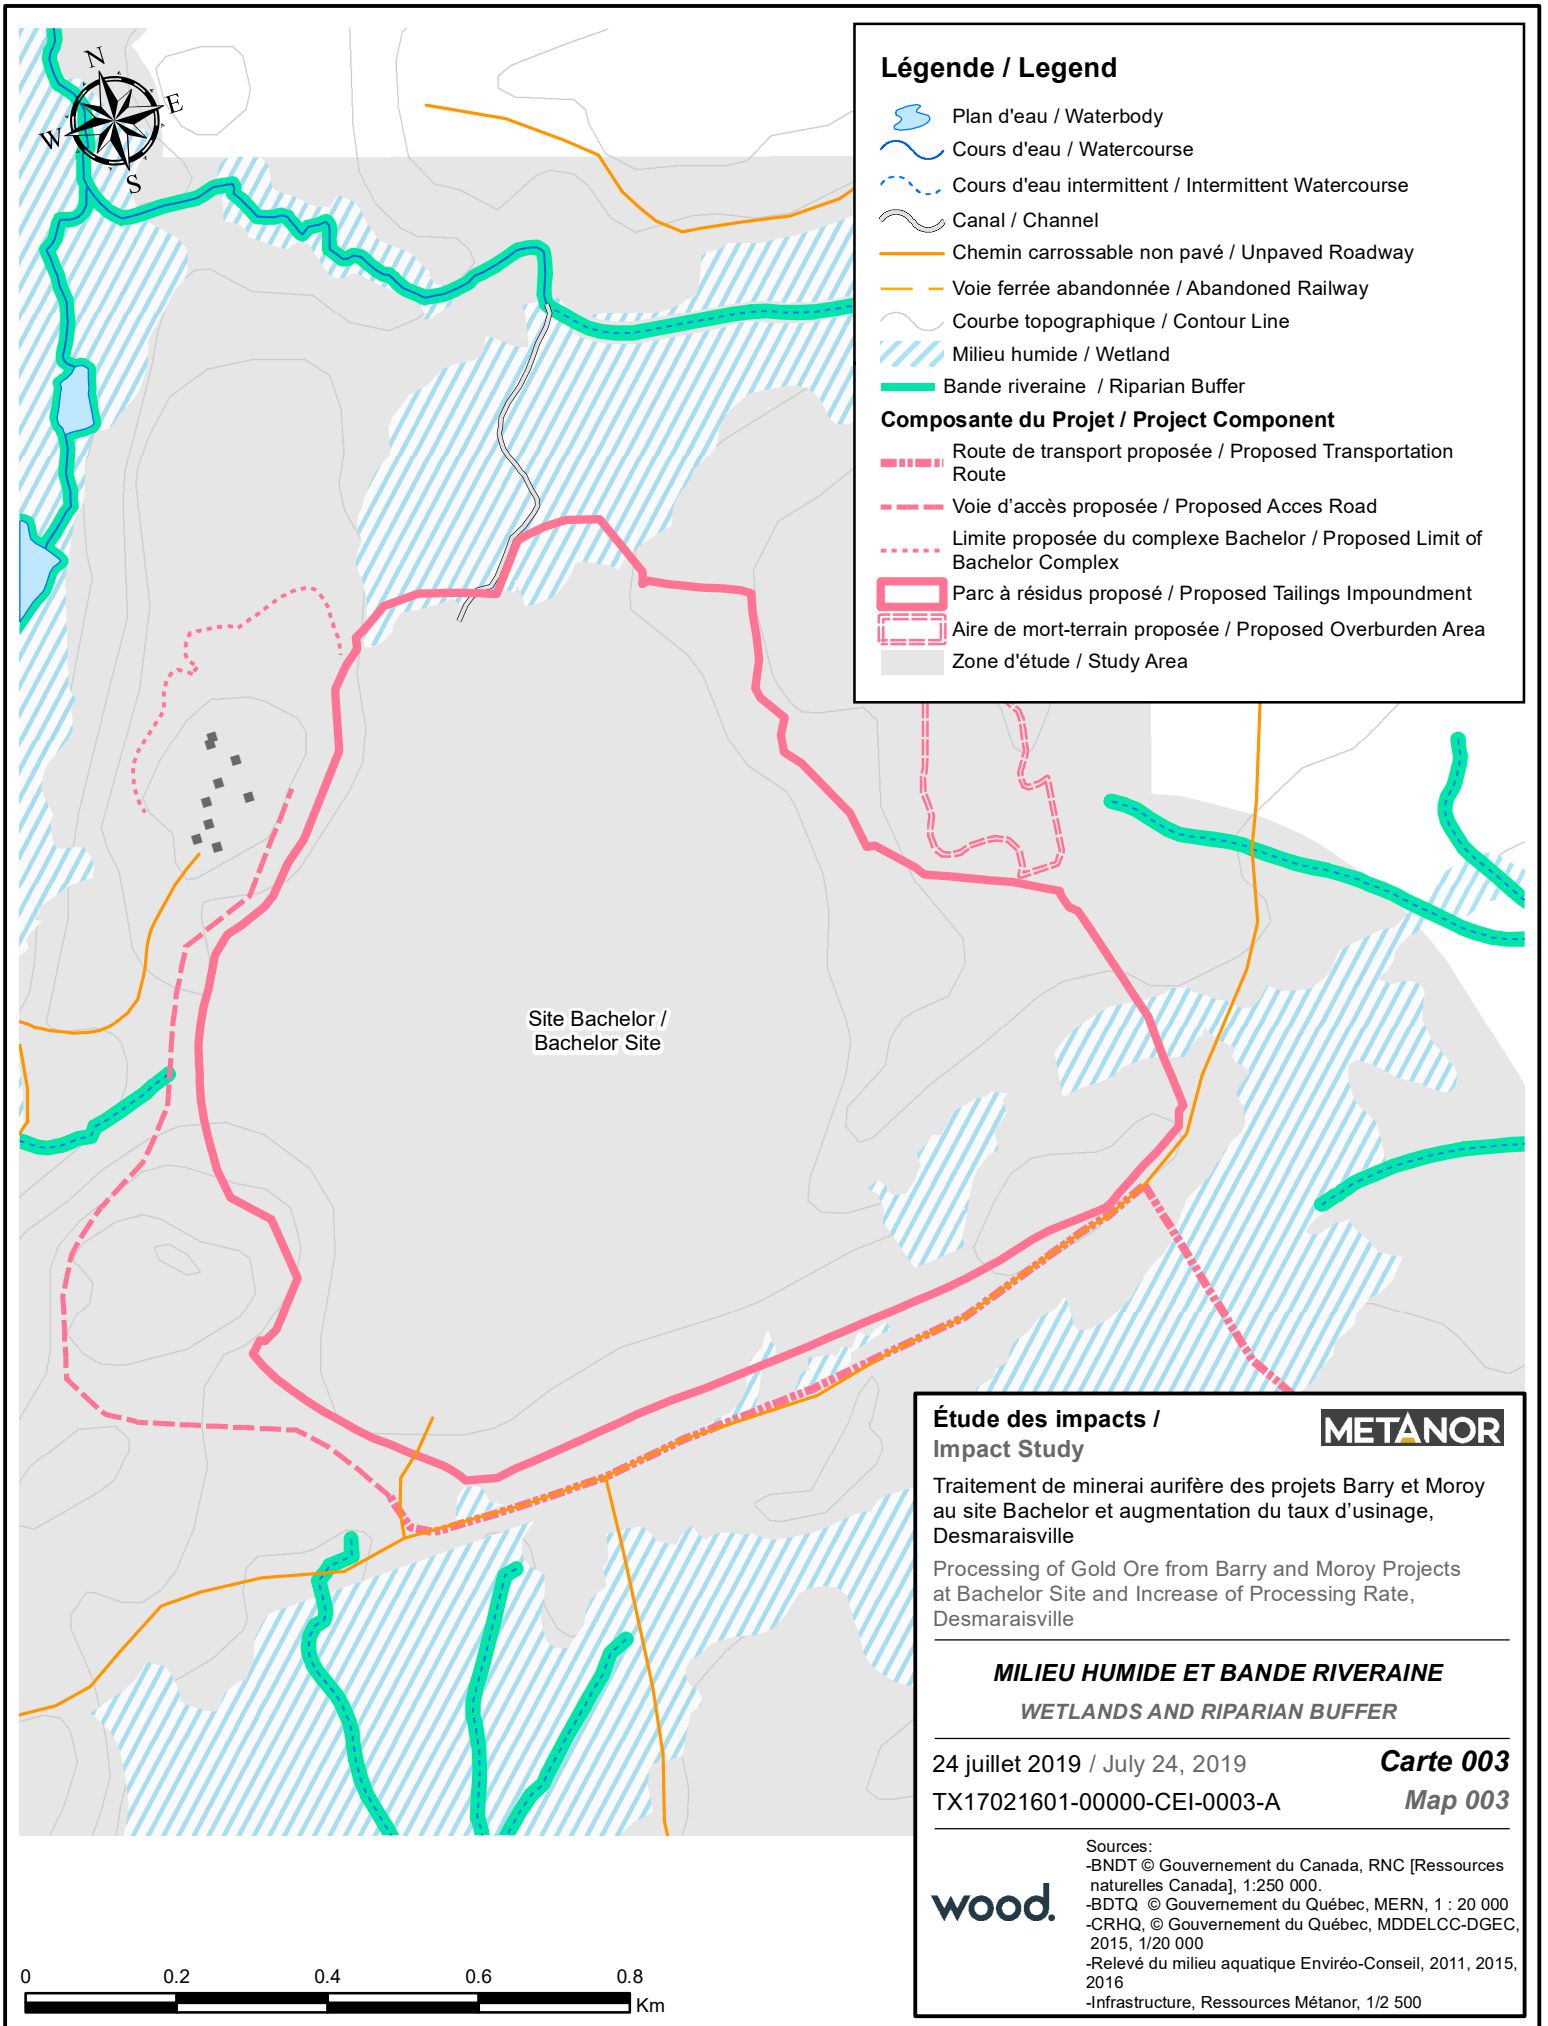 N
E
W
S
Légende / Legend
Plan d'eau / Waterbody
Cours d'eau / Watercourse
Cours d'eau intermittent / Intermittent Watercourse
Canal / Channel
Chemin carrossable non pavé / Unpaved Roadway
Voie ferrée abandonnée / Abandoned Railway
Courbe topographique / Contour Line
Milieu humide / Wetland
Bande riveraine / Riparian Buffer
Composante du Projet / Project Component
Route de transport proposée / Proposed Transportation
Route
Voie d'accès proposée / Proposed Acces Road
Limite proposée du complexe Bachelor / Proposed Limit of
Bachelor Complex
Parc à résidus proposé / Proposed Tailings Impoundment
Aire de mort-terrain proposée / Proposed Overburden Area
Zone d'étude / Study Area
Site Bachelor /
Bachelor Site
Étude des impacts /
Impact Study
METANOR
Traitement de minerai aurifère des projets Barry et Moroy
au site Bachelor et augmentation du taux d'usinage,
Desmaraisville
Processing of Gold Ore from Barry and Moroy Projects
at Bachelor Site and Increase of Processing Rate,
Desmaraisville
MILIEU HUMIDE ET BANDE RIVERAINE
WETLANDS AND RIPARIAN BUFFER
24 juillet 2019 / July 24, 2019
Carte 003
TX17021601-00000-CEI-0003-A
Map 003
wood.
Sources:
-BNDT © Gouvernement du Canada, RNC [Ressources
naturelles Canada], 1:250 000.
-BDTQ © Gouvernement du Québec, MERN, 1 : 20 000
-CRHQ, © Gouvernement du Québec, MDDELCC-DGEC,
2015, 1/20 000
-Relevé du milieu aquatique Enviréo-Conseil, 2011, 2015,
2016
-Infrastructure, Ressources Métanor, 1/2 500
0 0.2 0.4 0.6 0.8
Km